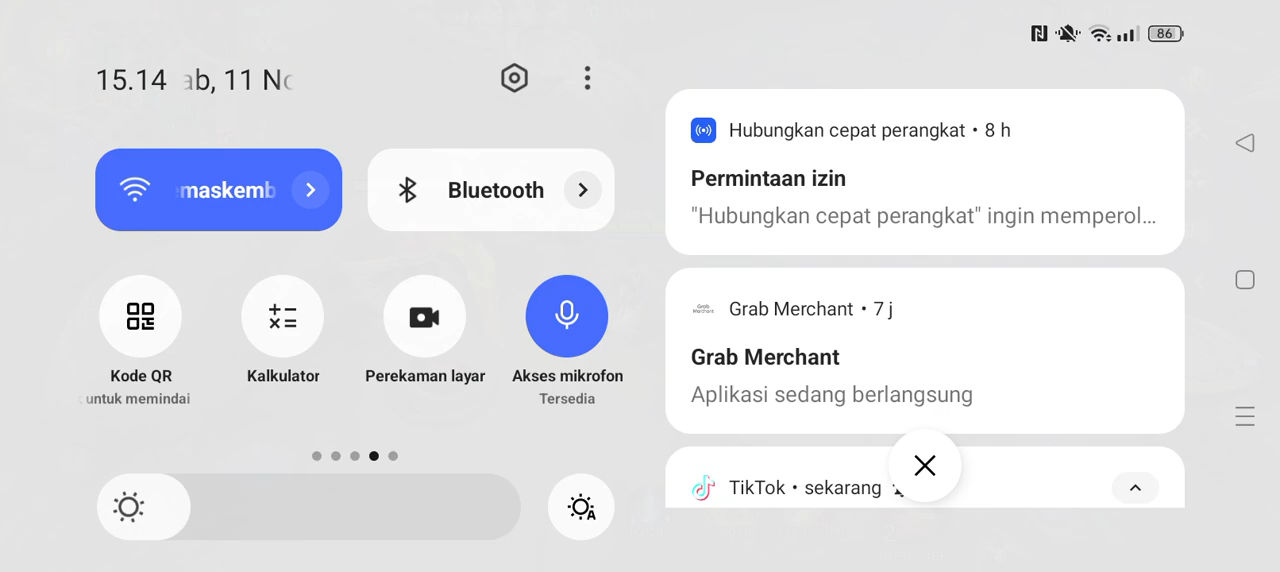 86
15.14 ab, 11 No
maskemb
Bluetooth
Kode QR
untuk memindai
Kalkulator
Perekaman layar
Akses mikrofon
Tersedia
Hubungkan cepat perangkat • 8 h
Permintaan izin
"Hubungkan cepat perangkat" ingin memperol...
Grab Merchant • 7 j
Grab Merchant
Aplikasi sedang berlangsung
TikTok • sekarang